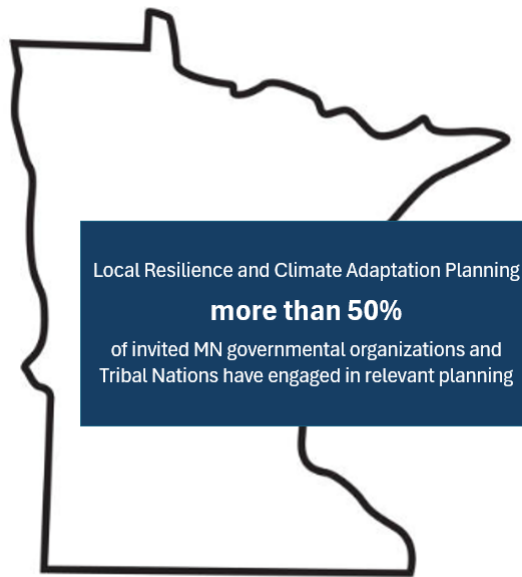 Local Resilience and Climate Adaptation Planning
more than 50%
of invited MN governmental organizations and
Tribal Nations have engaged in relevant planning